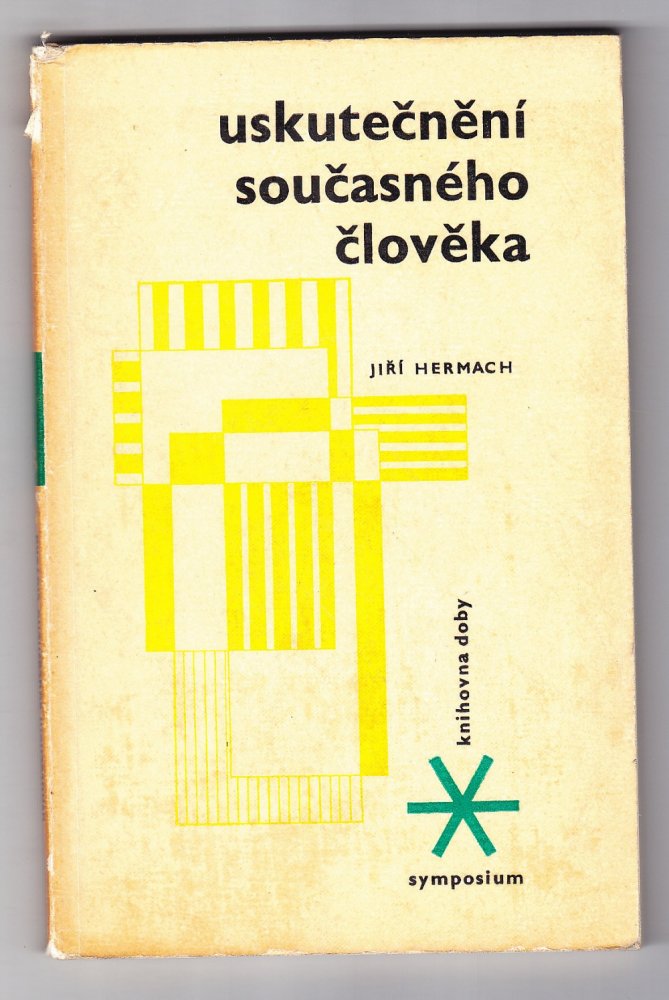 uskutečnění
současného
člověka
JIŘÍ HERMACH
knihovna doby
symposium